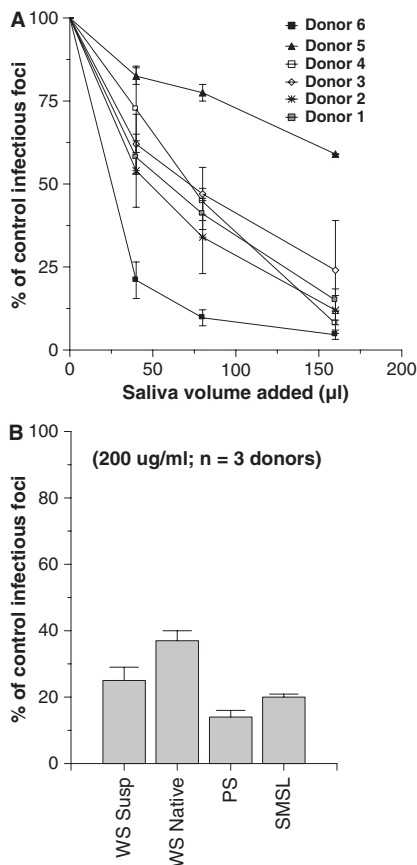 A
Donor 6
Donor 5
Donor 4
Donor 3
Donor 2
Donor 1
% of control infectious foci
100
75
50
25
0
0
50
100
150
200
Saliva volume added (µl)
B
(200 ug/ml; n = 3 donors)
% of control infectious foci
100
80
60
40
20
0
WS Susp
WS Native
PS
SMSL